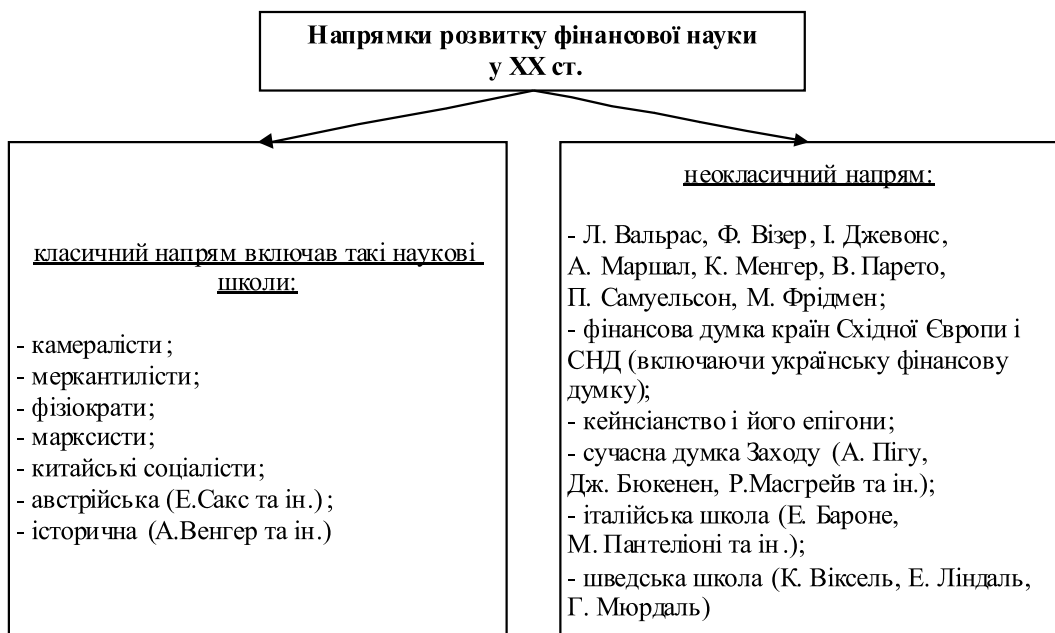 Напрямки розвитку фінансової науки
у ХХ ст.
класичний напрям включав такі наукові
школи:
- камералісти;
- меркантилісти;
- фізіократи;
- марксисти;
- китайські соціалісти;
- австрійська (Е.Сакс та ін.);
- історична (А.Венгер та ін.)
неокласичний напрям:
- Л. Вальрас, Ф. Візер, І. Джевонс,
А. Маршал, К. Менгер, В. Парето,
П. Самуельсон, М. Фрідмен;
- фінансова думка країн Східної Європи і
СНД (включаючи українську фінансову
думку);
- кейнсіанство і його епігони;
- сучасна думка Заходу (А. Пігу,
Дж. Бюкенен, Р.Масгрейв та ін.);
- італійська школа (Е. Бароне,
М. Пантеліоні та ін.);
- шведська школа (К. Віксель, Е. Ліндаль,
Г. Мюрдаль)